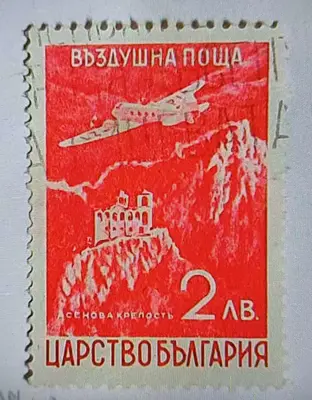 ВЪЗДУШНА ПОЩА
АСЕНОВА КРЕПОСТЬ
2 ЛВ.
ЦАРСТВО БЪЛГАРИЯ